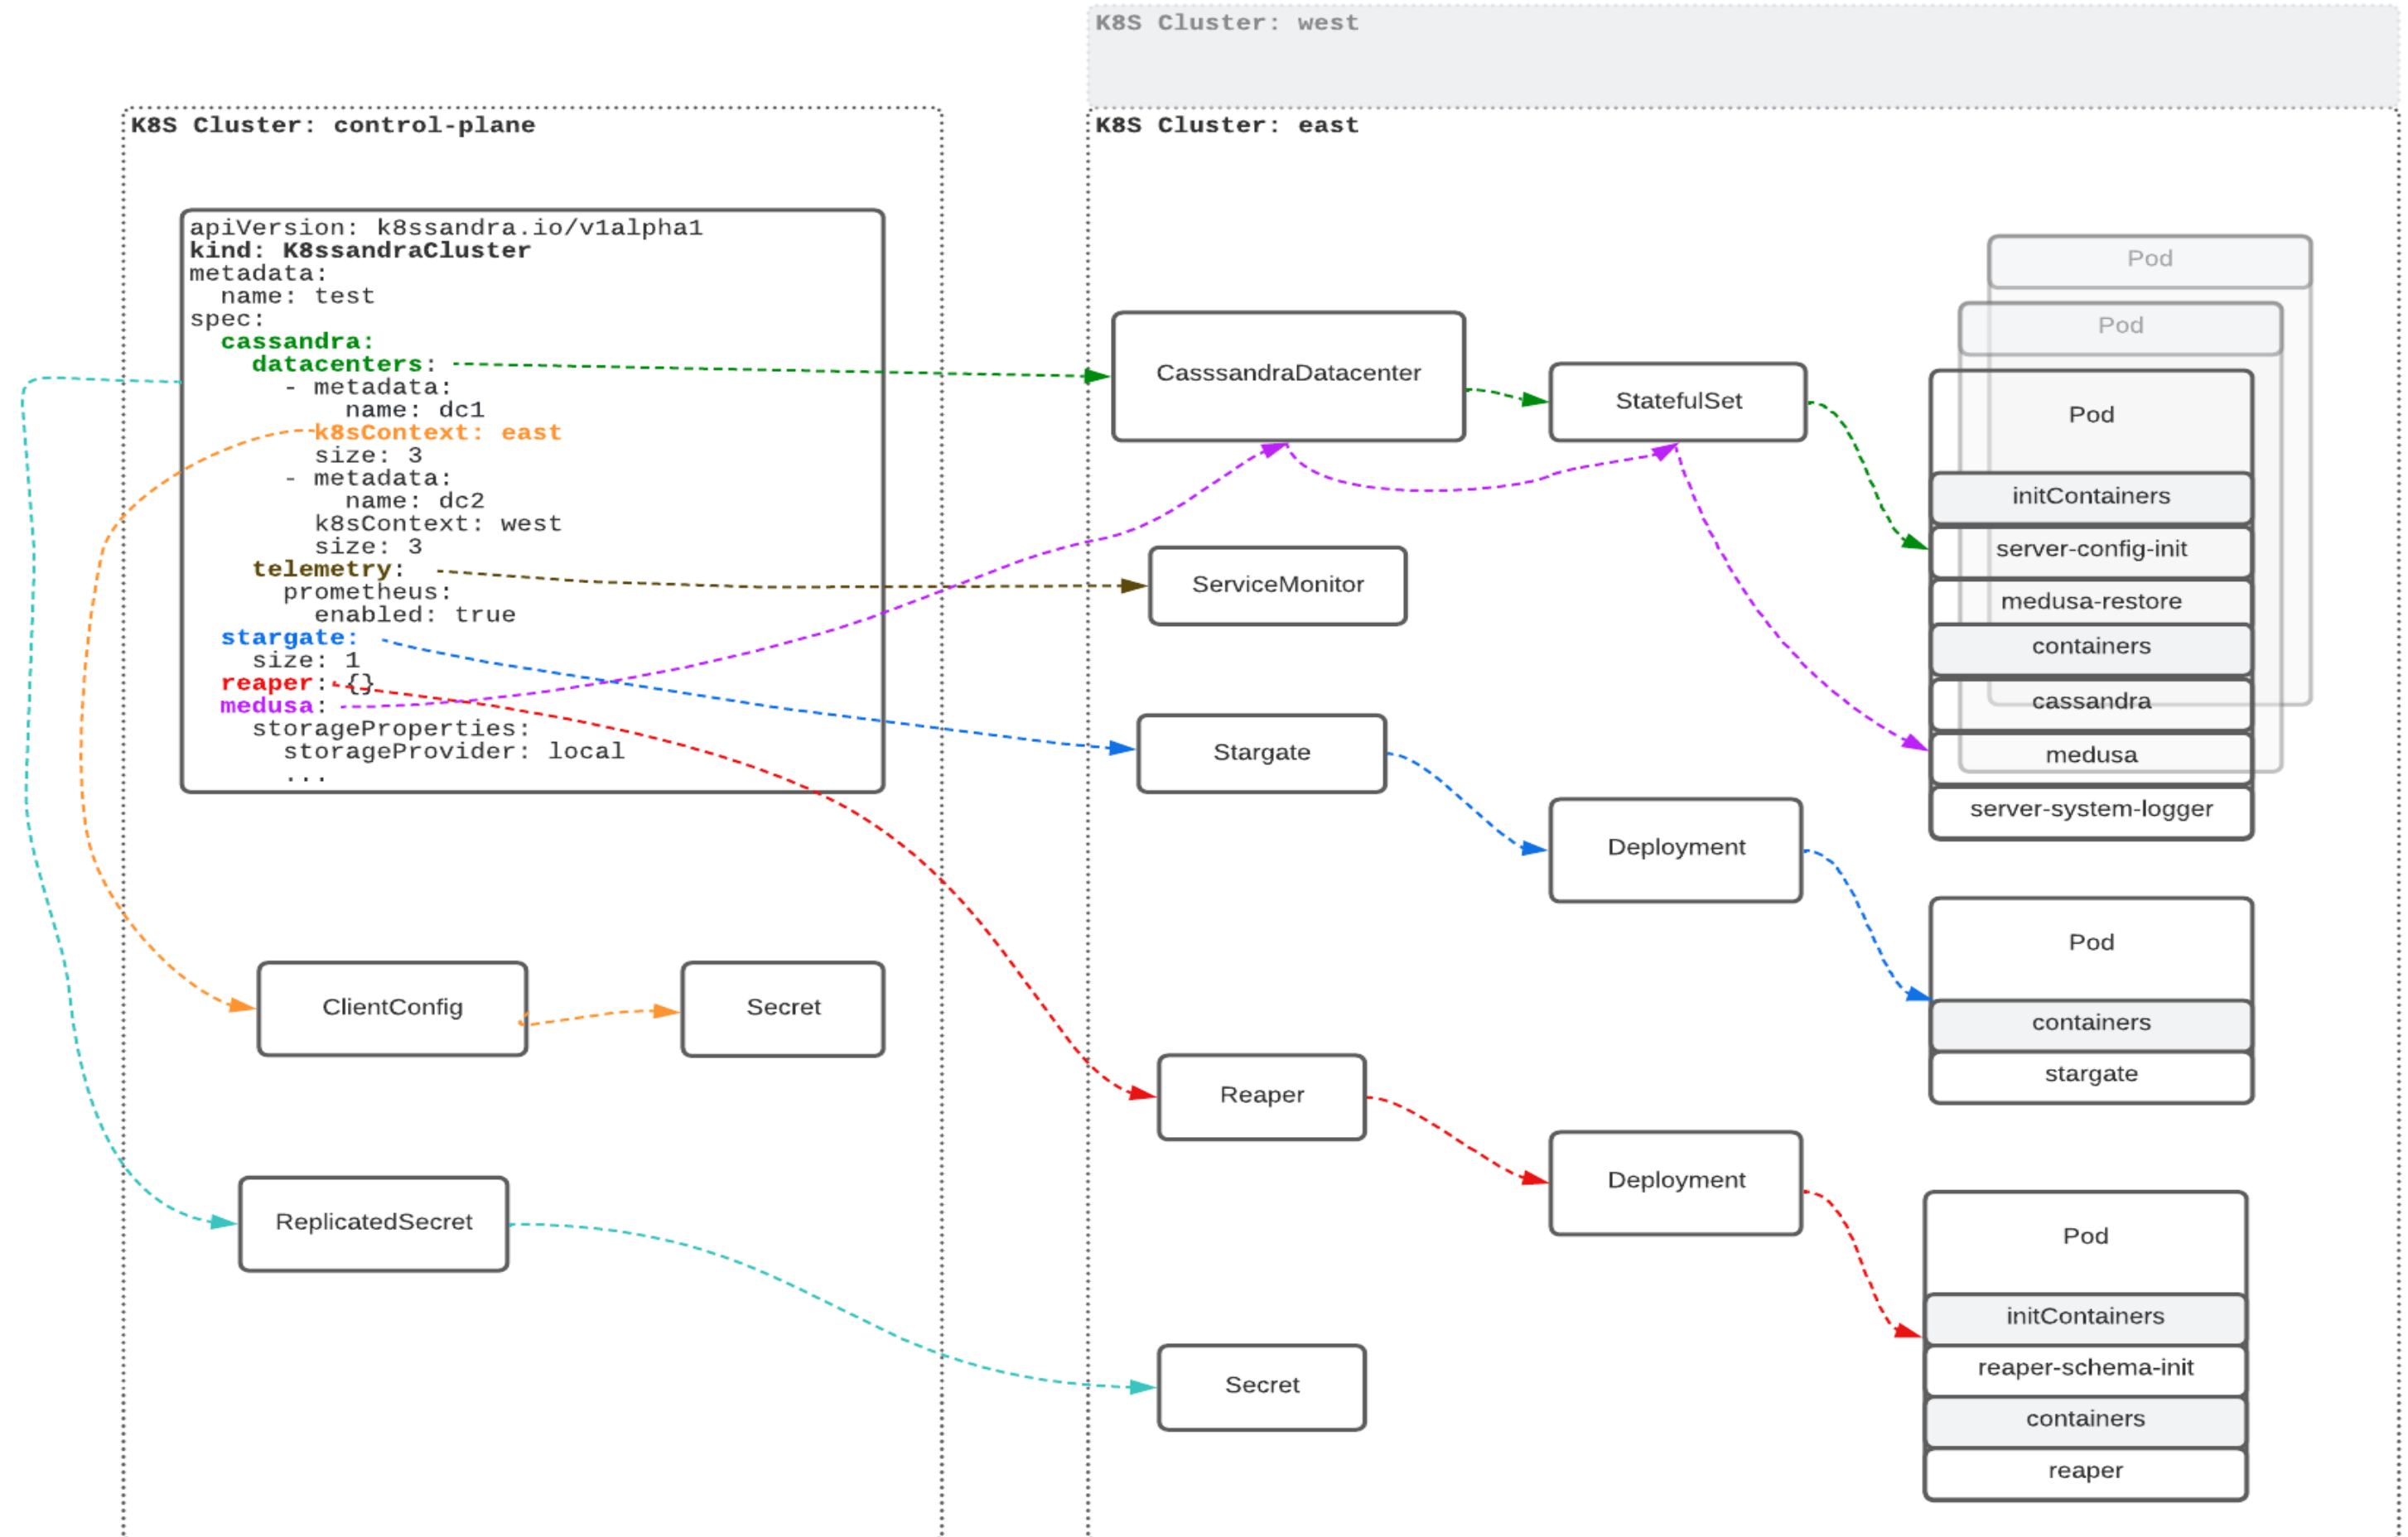 K8S Cluster: west
K8S Cluster: control-plane
K8S Cluster: east
apiVersion: k8ssandra.io/v1alpha1
kind: K8ssandraCluster
metadata:
  name: test
spec:
  cassandra:
    datacenters:
      - metadata:
          name: dc1
        k8sContext: east
        size: 3
      - metadata:
          name: dc2
        k8sContext: west
        size: 3
    telemetry:
      prometheus:
        enabled: true
  stargate:
    size: 1
  reaper: {}
  medusa:
    storageProperties:
      storageProvider: local
      ...
ClientConfig
Secret
ReplicatedSecret
CasssandraDatacenter
StatefulSet
ServiceMonitor
Stargate
Deployment
Reaper
Deployment
Secret
Pod
Pod
Pod
initContainers
server-config-init
medusa-restore
containers
cassandra
medusa
server-system-logger
Pod
containers
stargate
Pod
initContainers
reaper-schema-init
containers
reaper